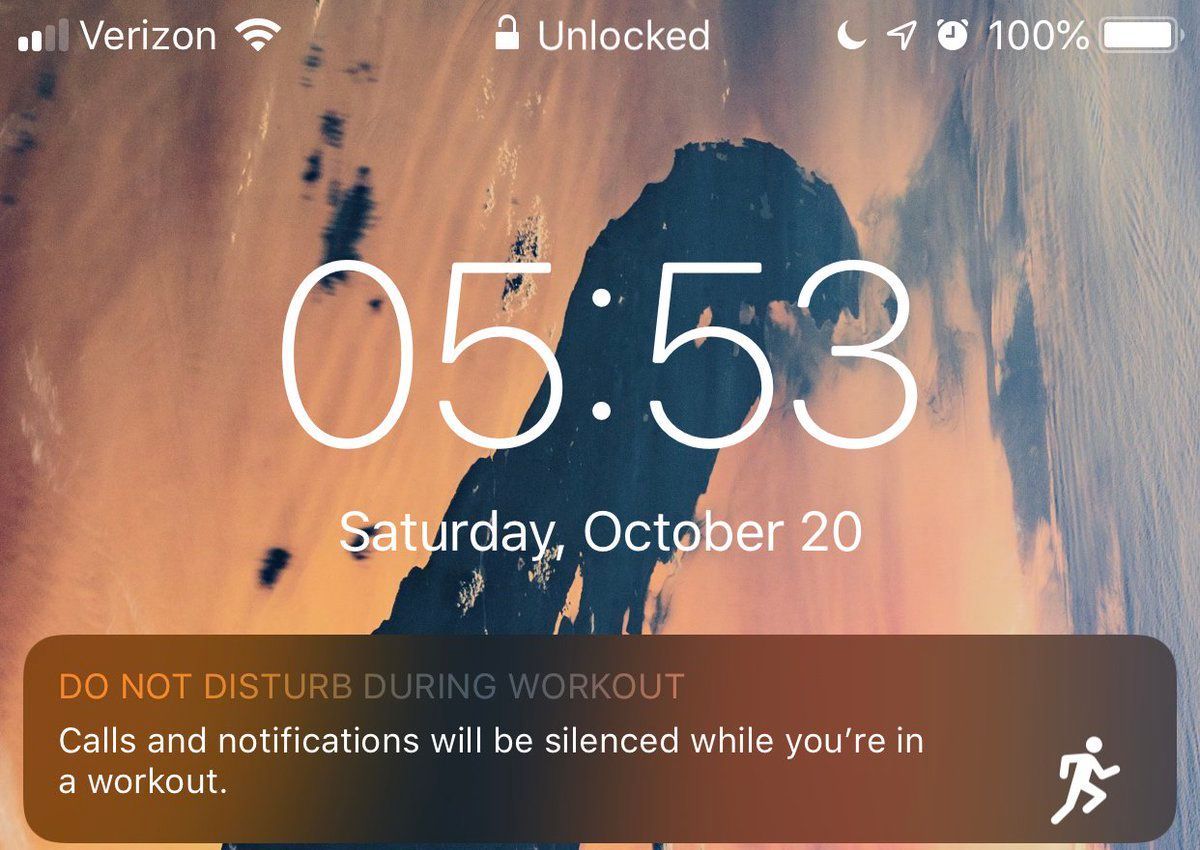 Verizon Unlocked 100%
05:53
Saturday, October 20
DO NOT DISTURB DURING WORKOUT
Calls and notifications will be silenced while you’re in
a workout.